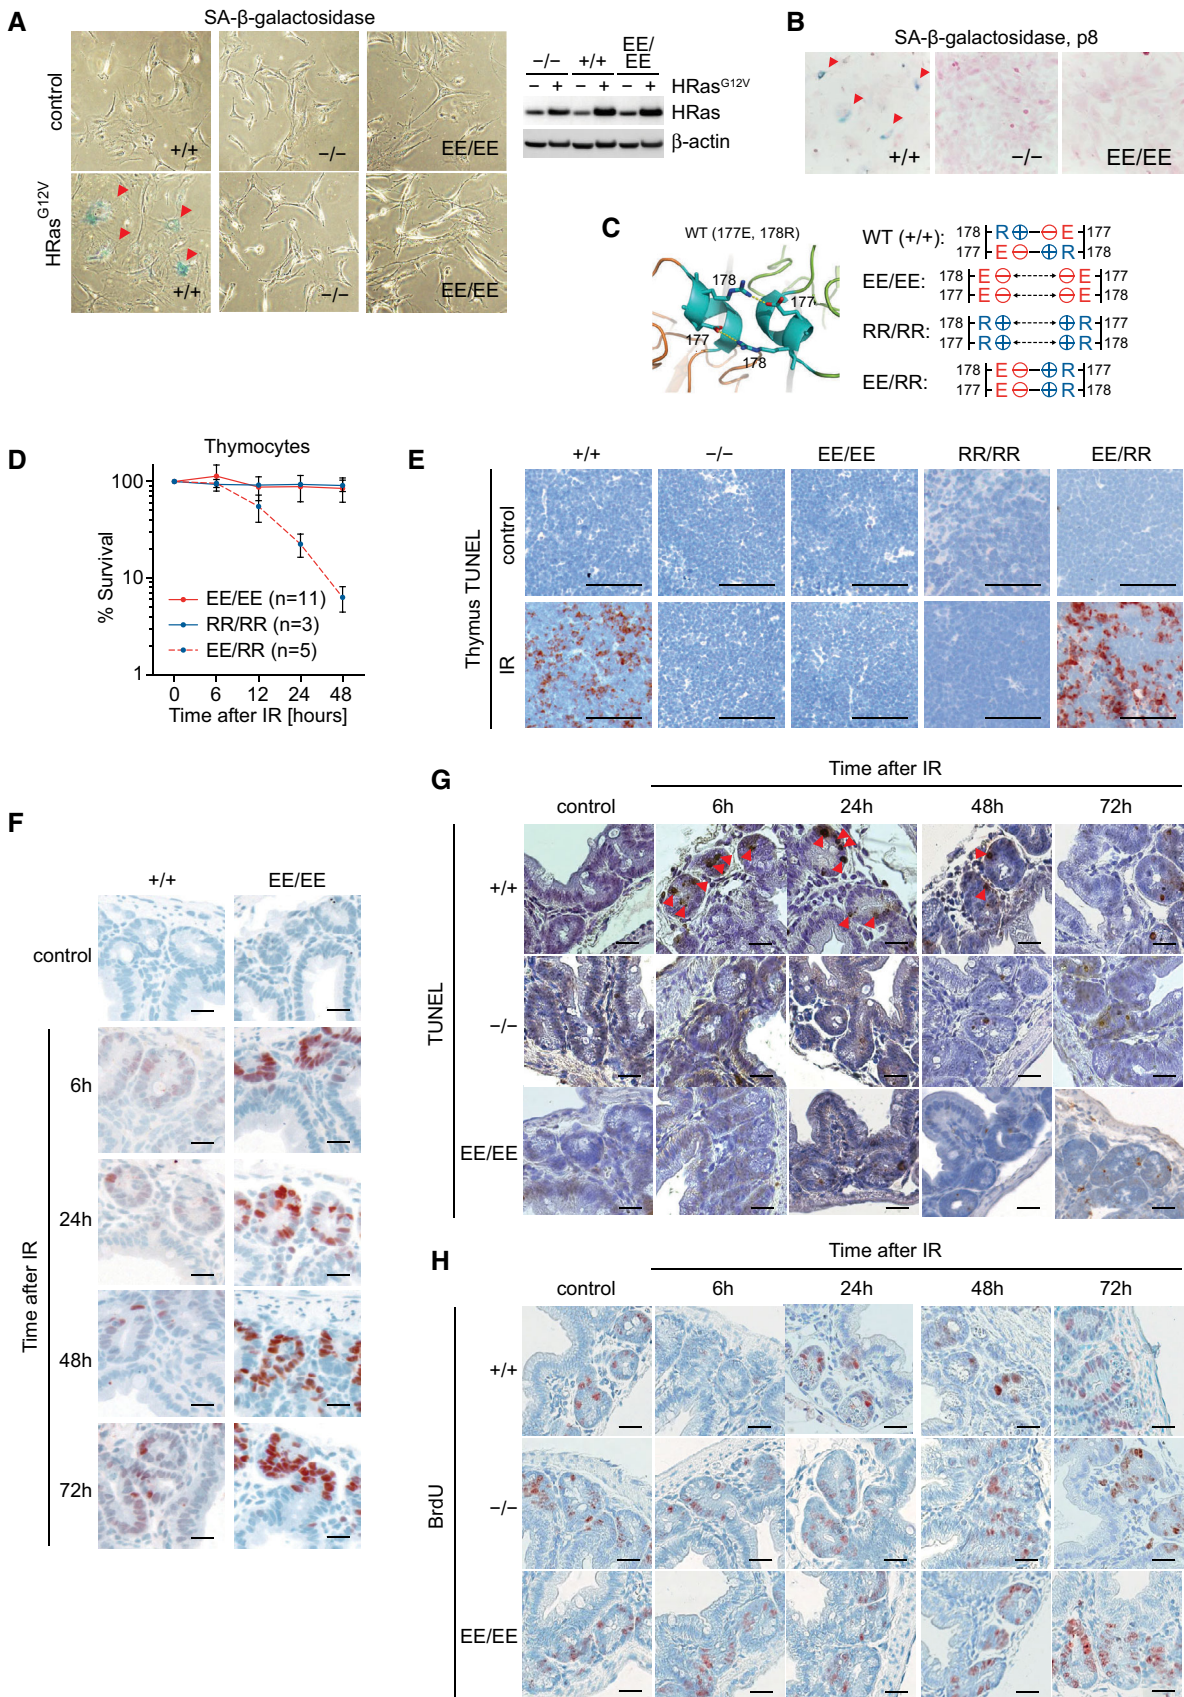 A
SA-β-galactosidase
control
+/+
−/−
EE/EE
HRasG12V
+/+
−/−
EE/EE
−/− +/+ EE/EE
− + − + − + HRasG12V
HRas
β-actin
B
SA-β-galactosidase, p8
+/+
−/−
EE/EE
C
WT (177E, 178R)
178
177
177
178
WT (+/+): 178 R + − E 177
177 E − + R 178
EE/EE: 178 E − − E 177
177 E − − E 178
RR/RR: 178 R + + R 177
177 R + + R 178
EE/RR: 178 E − + R 177
177 E − + R 178
D
Thymocytes
% Survival
100
10
1
EE/EE (n=11)
RR/RR (n=3)
EE/RR (n=5)
0 6 12 24 48
Time after IR [hours]
E
+/+ −/− EE/EE RR/RR EE/RR
Thymus TUNEL
control
IR
F
+/+ EE/EE
control
Time after IR
6h
24h
48h
72h
G
Time after IR
control 6h 24h 48h 72h
TUNEL
+/+
−/−
EE/EE
H
Time after IR
control 6h 24h 48h 72h
BrdU
+/+
−/−
EE/EE